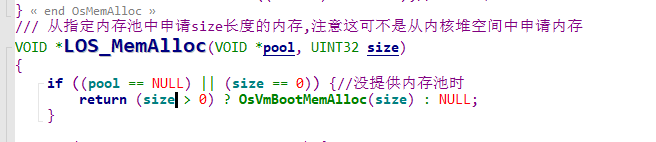 } « end OsMemAlloc »
/// 从指定内存池中申请size长度的内存,注意这可不是从内核堆空间中申请内存
VOID *LOS_MemAlloc(VOID *pool, UINT32 size)
{
    if ((pool == NULL) || (size == 0)) {//没提供内存池时
        return (size > 0) ? OsVmBootMemAlloc(size) : NULL;
    }